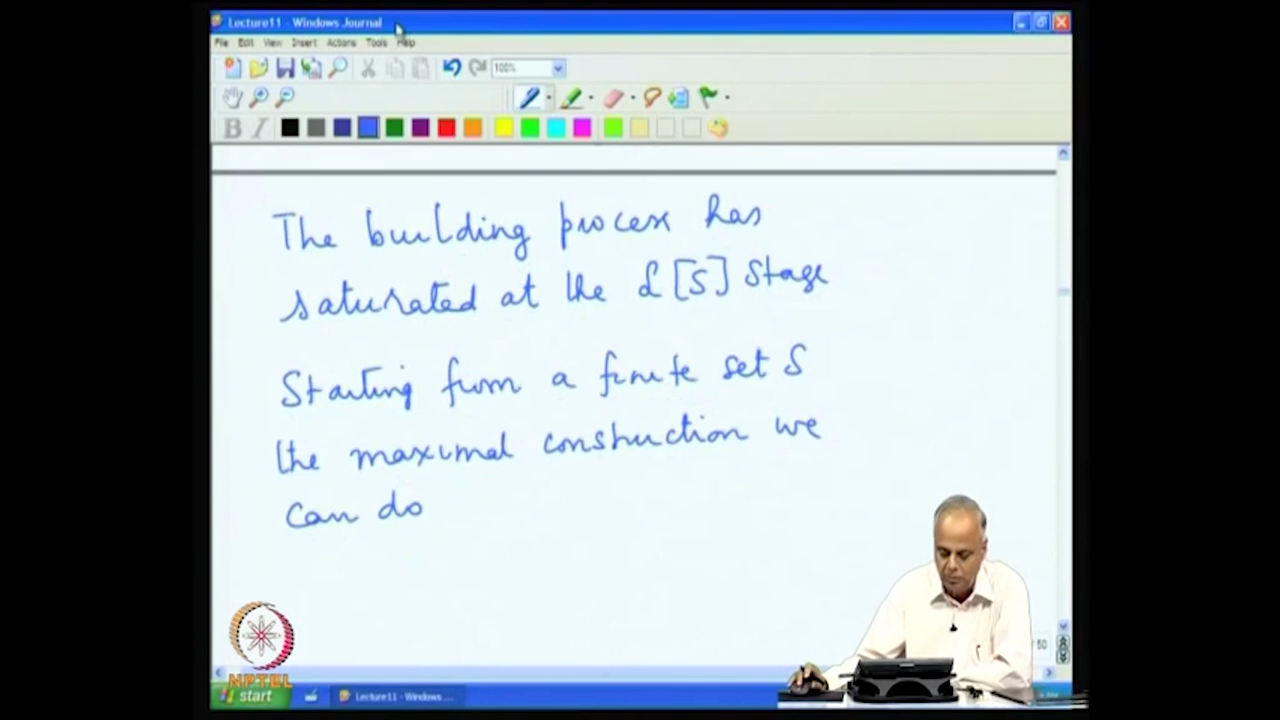 Lecture11 - Windows Journal
File Edit View Insert Actions Tools Help
100%
B I
The building process has
saturated at the L[S] Stage
Starting from a finite set S
the maximal construction we
can do
50
NPTEL
start Lecture11 - Windows ...